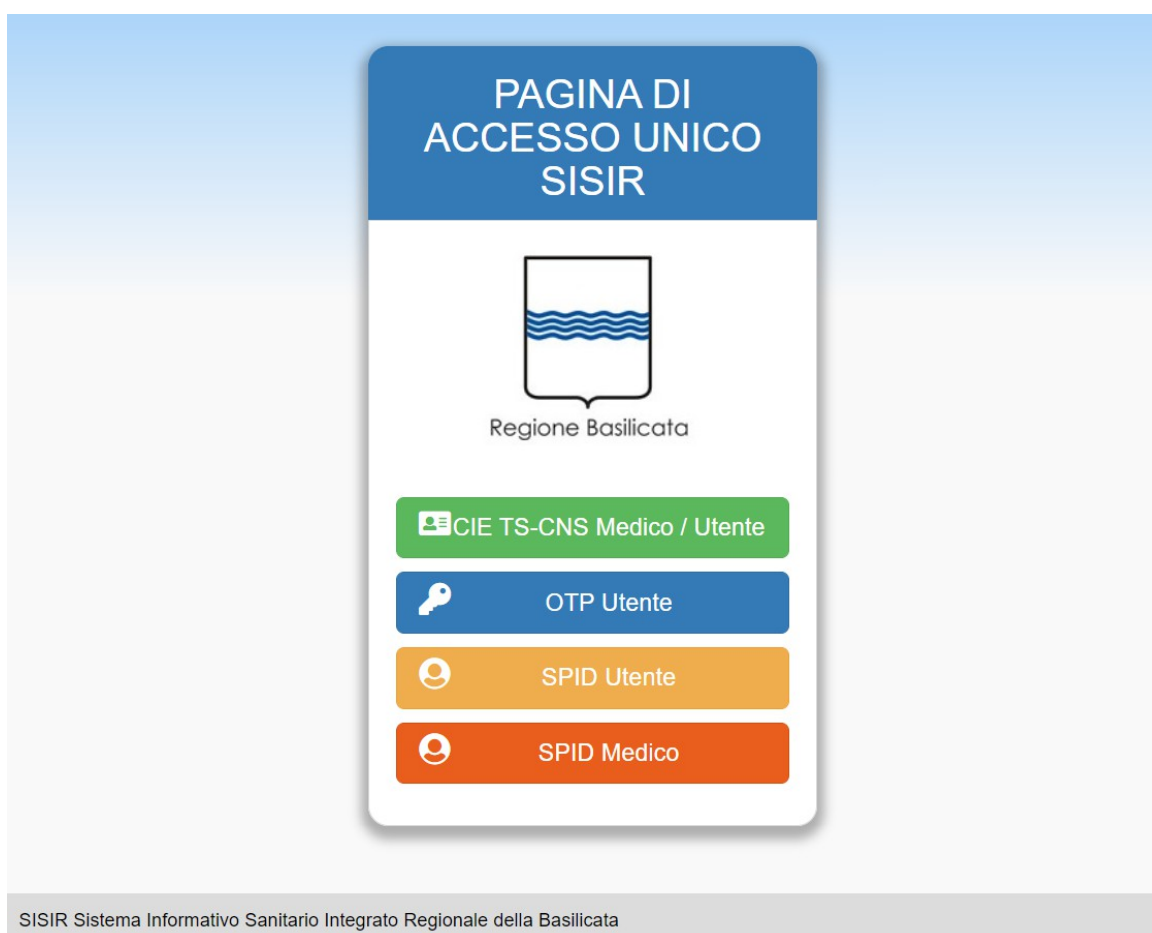 PAGINA DI
ACCESSO UNICO
SISIR
Regione Basilicata
CIE TS-CNS Medico / Utente
OTP Utente
SPID Utente
SPID Medico
SISIR Sistema Informativo Sanitario Integrato Regionale della Basilicata